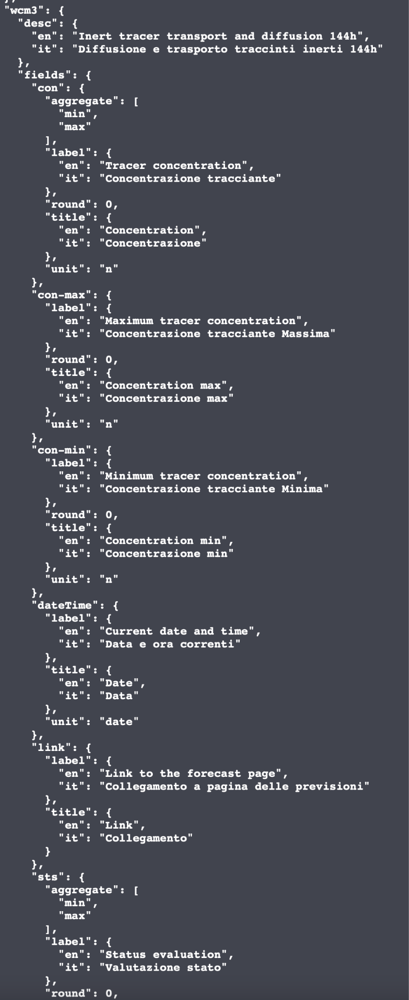 },
"wcm3": {
"desc": {
"en": "Inert tracer transport and diffusion 144h",
"it": "Diffusione e trasporto traccinti inerti 144h"
},
"fields": {
"con": {
"aggregate": [
"min",
"max"
],
"label": {
"en": "Tracer concentration",
"it": "Concentrazione tracciante"
},
"round": 0,
"title": {
"en": "Concentration",
"it": "Concentrazione"
},
"unit": "n"
},
"con-max": {
"label": {
"en": "Maximum tracer concentration",
"it": "Concentrazione tracciante Massima"
},
"round": 0,
"title": {
"en": "Concentration max",
"it": "Concentrazione max"
},
"unit": "n"
},
"con-min": {
"label": {
"en": "Minimum tracer concentration",
"it": "Concentrazione tracciante Minima"
},
"round": 0,
"title": {
"en": "Concentration min",
"it": "Concentrazione min"
},
"unit": "n"
},
"dateTime": {
"label": {
"en": "Current date and time",
"it": "Data e ora correnti"
},
"title": {
"en": "Date",
"it": "Data"
},
"unit": "date"
},
"link": {
"label": {
"en": "Link to the forecast page",
"it": "Collegamento a pagina delle previsioni"
},
"title": {
"en": "Link",
"it": "Collegamento"
}
},
"sts": {
"aggregate": [
"min",
"max"
],
"label": {
"en": "Status evaluation",
"it": "Valutazione stato"
},
"round": 0,